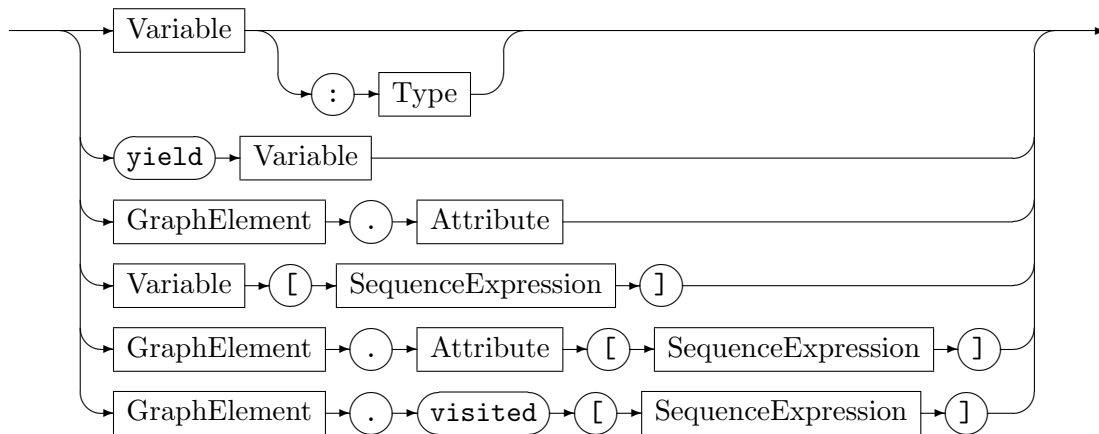 Variable
: Type
yield Variable
GraphElement . Attribute
Variable [ SequenceExpression ]
GraphElement . Attribute [ SequenceExpression ]
GraphElement . visited [ SequenceExpression ]